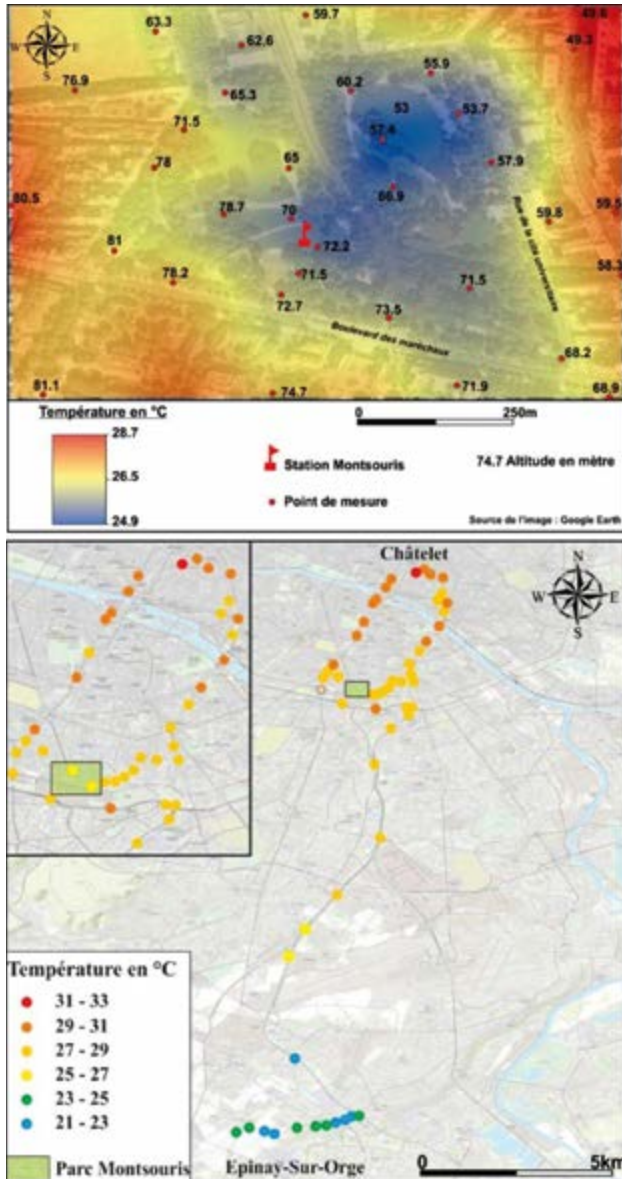 63.3
59.7
49.6
N
W E
S
62.6
49.3
76.9
65.3
60.2
55.9
53
53.7
71.5
57.4
78
65
57.9
66.9
80.5
78.7
70
59.8
59.5
Rue de la cité universitaire
81
72.2
58.3
78.2
71.5
71.5
72.7
73.5
Boulevard des maréchaux
68.2
81.1
74.7
71.9
68.9
Température en °C
0 250m
28.7
26.5
24.9
Station Montsouris
74.7 Altitude en mètre
Point de mesure
Source de l'image : Google Earth
Châtelet
N
W E
S
Température en °C
31 - 33
29 - 31
27 - 29
25 - 27
23 - 25
21 - 23
Parc Montsouris
Epinay-Sur-Orge
0 5km